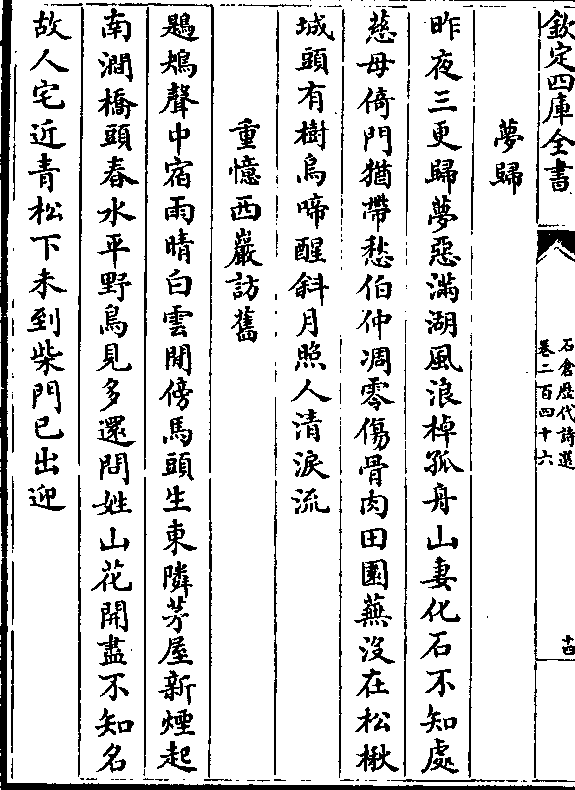 欽定四庫全書
石倉歷代詩選
卷二百四十六
十四
夢歸
昨夜三更歸夢惡滿湖風浪棹孤舟山妻化石不知處
慈母倚門猶帶愁伯仲凋零傷骨肉田園蕪沒在松楸
城頭有樹烏啼醒斜月照人清淚流
重憶西巖訪舊
鶗鴂聲中宿雨晴白雲閒傍馬頭生東隣茅屋新煙起
南澗橋頭春水平野鳥見多還問姓山花開盡不知名
故人宅近青松下未到柴門已出迎